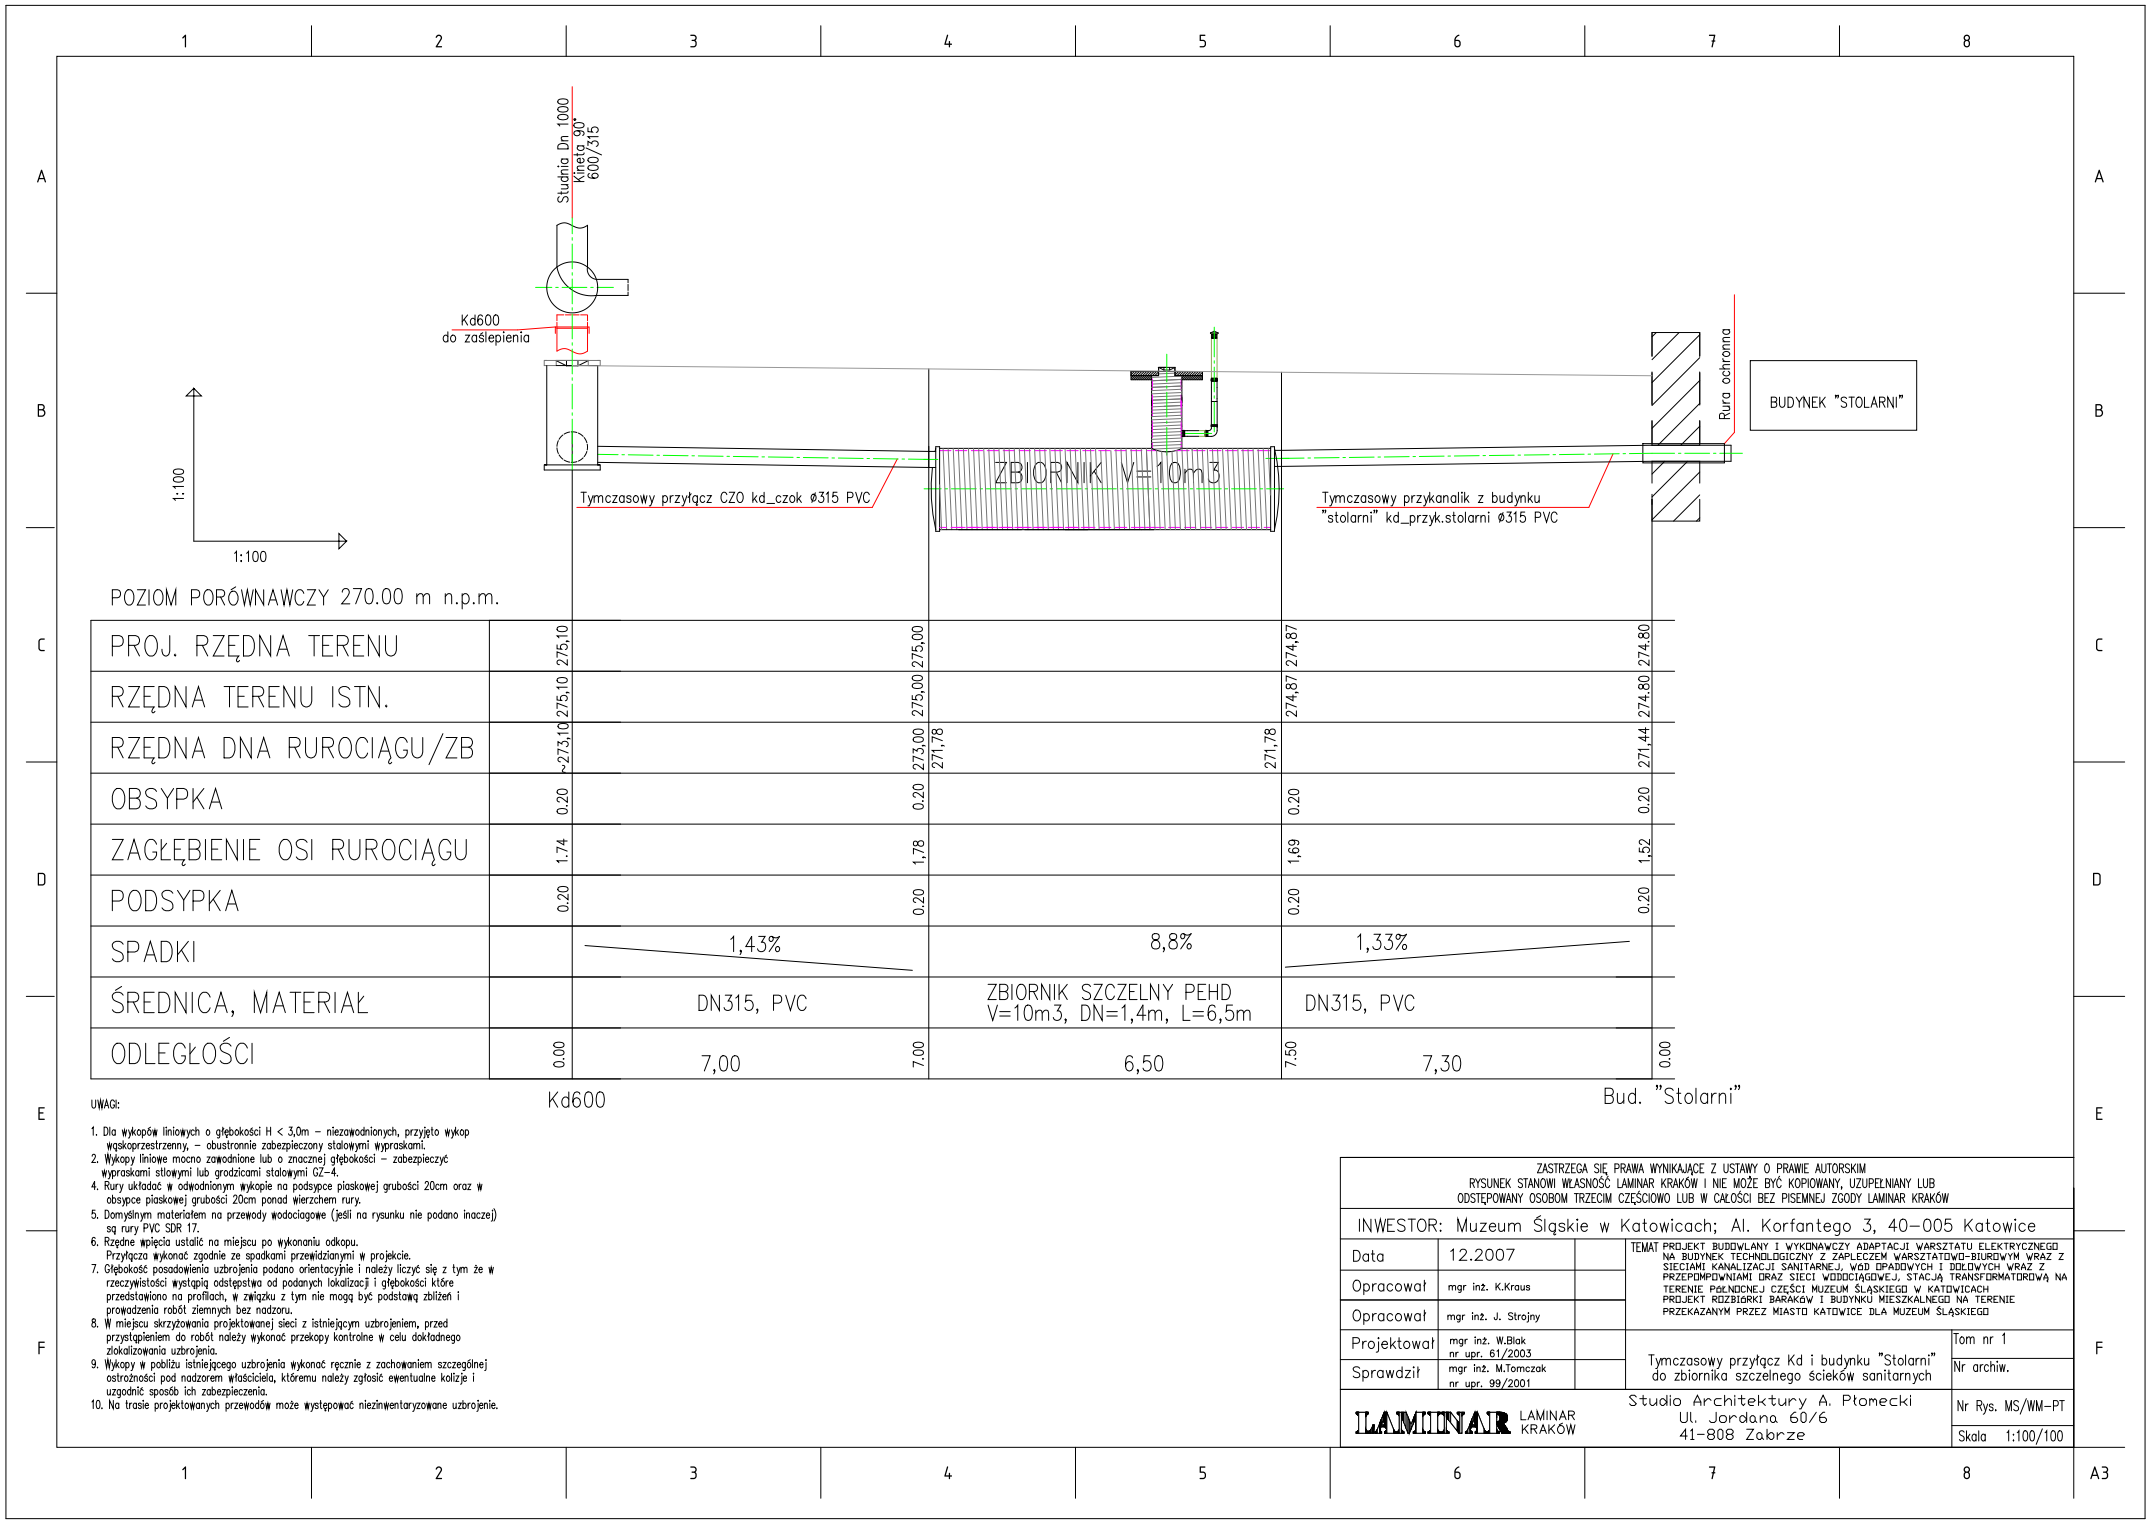 1 2 3 4 5 6 7 8
A
B
C
D
E
F
A
B
C
D
E
F
Studnia Dn 1000
Kineta 90°
600/315
Kd600
do zaślepienia
1:100
1:100
Tymczasowy przyłącz CZO kd_czok ø315 PVC
ZBIORNIK V=10m3
Tymczasowy przykanalik z budynku
"stolarni" kd_przyk.stolarni ø315 PVC
Rura ochronna
BUDYNEK "STOLARNI"
POZIOM PORÓWNAWCZY 270.00 m n.p.m.
PROJ. RZĘDNA TERENU 275,10 275,00 274,87 274.80
RZĘDNA TERENU ISTN. 275,10 275,00 274,87 274.80
RZĘDNA DNA RUROCIĄGU/ZB ~273,10 273,00 271,78 271,78 271,44
OBSYPKA 0.20 0.20 0.20 0.20
ZAGŁĘBIENIE OSI RUROCIĄGU 1.74 1,78 1,69 1,52
PODSYPKA 0.20 0.20 0.20 0.20
SPADKI 1,43% 8,8% 1,33%
ŚREDNICA, MATERIAŁ DN315, PVC ZBIORNIK SZCZELNY PEHD DN315, PVC
V=10m3, DN=1,4m, L=6,5m
ODLEGŁOŚCI 0.00 7,00 7.00 6,50 7.50 7,30 0.00
Kd600
Bud. "Stolarni"
UWAGI:
1. Dla wykopów liniowych o głębokości H < 3,0m – niezawodnionych, przyjęto wykop
wąskoprzestrzenny, – obustronnie zabezpieczony stalowymi wypraskami.
2. Wykopy liniowe mocno zawodnione lub o znacznej głębokości – zabezpieczyć
wypraskami stlowymi lub grodzicami stalowymi GZ-4.
4. Rury układać w odwodnionym wykopie na podsypce piaskowej grubości 20cm oraz w
obsypce piaskowej grubości 20cm ponad wierzchem rury.
5. Domyślnym materiałem na przewody wodociagowe (jeśli na rysunku nie podano inaczej)
są rury PVC SDR 17.
6. Rzędne wpięcia ustalić na miejscu po wykonaniu odkopu.
Przyłącza wykonać zgodnie ze spadkami przewidzianymi w projekcie.
7. Głębokość posadowienia uzbrojenia podano orientacyjnie i należy liczyć się z tym że w
rzeczywistości wystąpią odstępstwa od podanych lokalizacji i głębokości które
przedstawiono na profilach, w związku z tym nie mogą być podstawą zbliżeń i
prowadzenia robót ziemnych bez nadzoru.
8. W miejscu skrzyżowania projektowanej sieci z istniejącym uzbrojeniem, przed
przystąpieniem do robót należy wykonać przekopy kontrolne w celu dokładnego
zlokalizowania uzbrojenia.
9. Wykopy w pobliżu istniejącego uzbrojenia wykonać ręcznie z zachowaniem szczególnej
ostrożności pod nadzorem właściciela, któremu należy zgłosić ewentualne kolizje i
uzgodnić sposób ich zabezpieczenia.
10. Na trasie projektowanych przewodów może występować niezinwentaryzowane uzbrojenie.
ZASTRZEGA SIĘ PRAWA WYNIKAJĄCE Z USTAWY O PRAWIE AUTORSKIM
RYSUNEK STANOWI WŁASNOŚĆ LAMINAR KRAKÓW I NIE MOŻE BYĆ KOPIOWANY, UZUPEŁNIANY LUB
ODSTĘPOWANY OSOBOM TRZECIM CZĘŚCIOWO LUB W CAŁOŚCI BEZ PISEMNEJ ZGODY LAMINAR KRAKÓW
INWESTOR: Muzeum Śląskie w Katowicach; Al. Korfantego 3, 40-005 Katowice
Data 12.2007
Opracował mgr inż. K.Kraus
Opracował mgr inż. J. Strojny
Projektował mgr inż. W.Blak
nr upr. 61/2003
Sprawdził mgr inż. M.Tomczak
nr upr. 99/2001
TEMAT PROJEKT BUDOWLANY I WYKONAWCZY ADAPTACJI WARSZTATU ELEKTRYCZNEGO
NA BUDYNEK TECHNOLOGICZNY Z ZAPLECZEM WARSZTATOWO-BIUROWYM WRAZ Z
SIECIAMI KANALIZACJI SANITARNEJ, WÓD OPADOWYCH I DOŁOWYCH WRAZ Z
PRZEPOMPOWNIAMI ORAZ SIECI WODOCIĄGOWEJ, STACJĄ TRANSFORMATOROWĄ NA
TERENIE PÓŁNOCNEJ CZĘŚCI MUZEUM ŚLĄSKIEGO W KATOWICACH
PROJEKT ROZBIÓRKI BARAKÓW I BUDYNKU MIESZKALNEGO NA TERENIE
PRZEKAZANYM PRZEZ MIASTO KATOWICE DLA MUZEUM ŚLĄSKIEGO
Tymczasowy przyłącz Kd i budynku "Stolarni"
do zbiornika szczelnego ścieków sanitarnych
Tom nr 1
Nr archiw.
LAMINAR
LAMINAR
KRAKÓW
Studio Architektury A. Płomecki
Ul. Jordana 60/6
41-808 Zabrze
Nr Rys. MS/WM-PT
Skala 1:100/100
1 2 3 4 5 6 7 8 A3